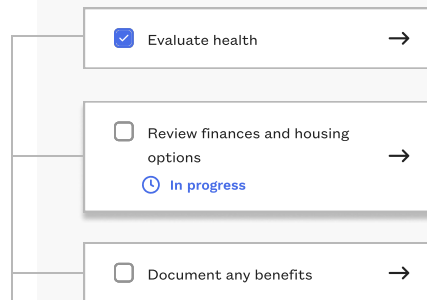 Evaluate health
Review finances and housing
options
In progress
Document any benefits